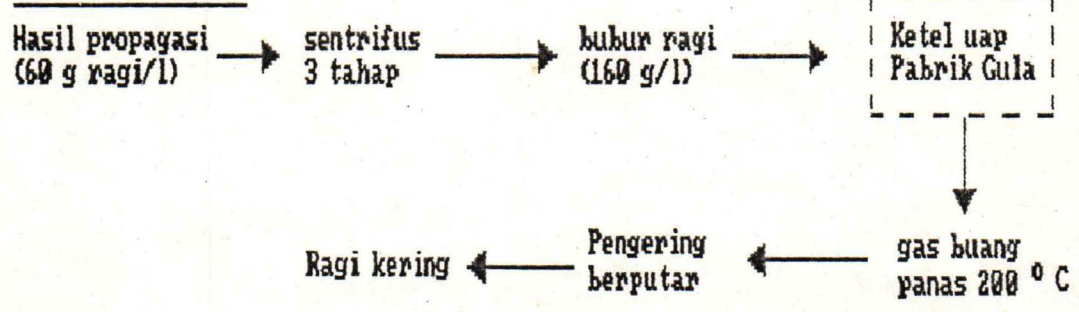 Hasil propagasi
(60 g ragi/l)
sentrifus
3 tahap
bubur ragi
(160 g/l)
Ketel uap
Pabrik Gula
gas buang
panas 200 ° C
Pengering
berputar
Ragi kering